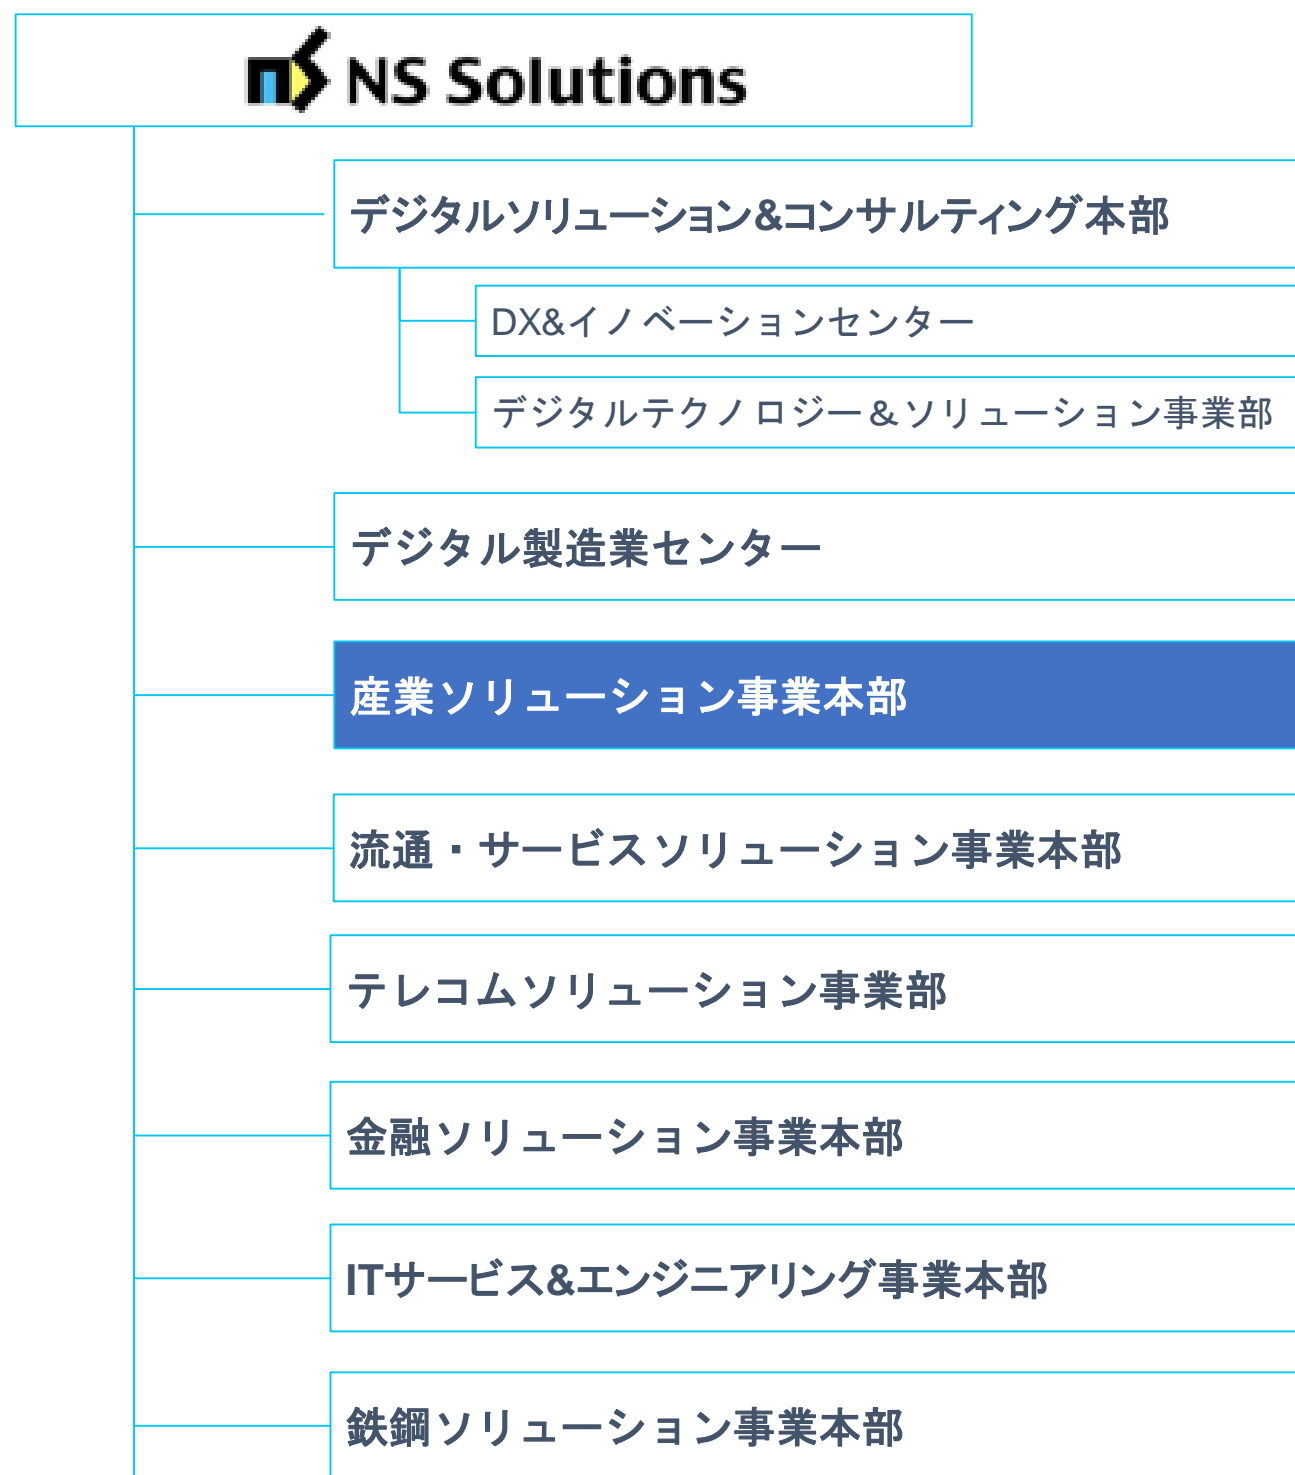 NS Solutions
デジタルソリューション&コンサルティング本部
DX&イノベーションセンター
デジタルテクノロジー＆ソリューション事業部
デジタル製造業センター
産業ソリューション事業本部
流通・サービスソリューション事業本部
テレコムソリューション事業部
金融ソリューション事業本部
ITサービス&エンジニアリング事業本部
鉄鋼ソリューション事業本部